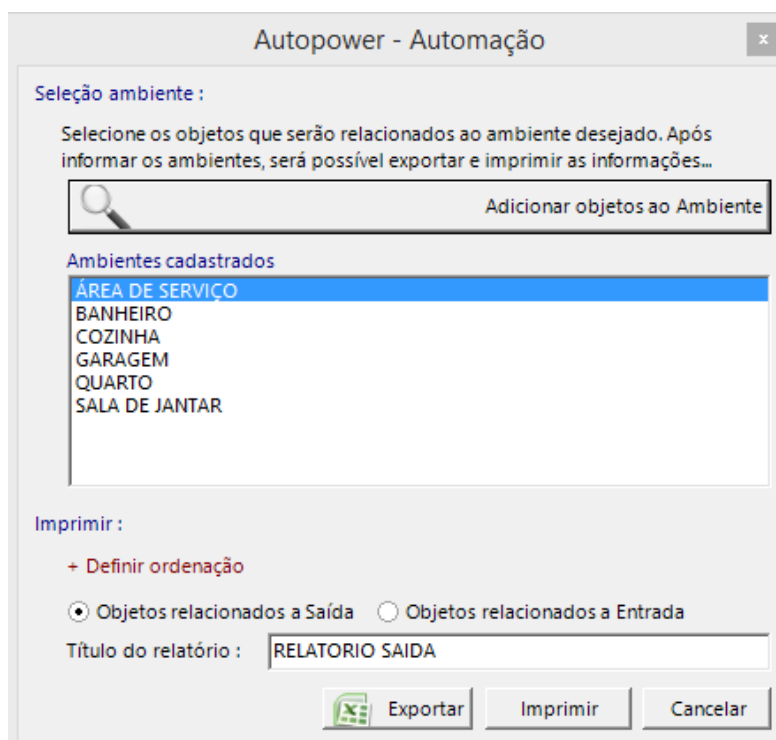 Autopower - Automação
x
Seleção ambiente :
Selecione os objetos que serão relacionados ao ambiente desejado. Após
informar os ambientes, será possível exportar e imprimir as informações...
Adicionar objetos ao Ambiente
Ambientes cadastrados
ÁREA DE SERVIÇO
BANHEIRO
COZINHA
GARAGEM
QUARTO
SALA DE JANTAR
Imprimir :
+ Definir ordenação
Objetos relacionados a Saída Objetos relacionados a Entrada
Título do relatório : RELATORIO SAIDA
Exportar Imprimir Cancelar